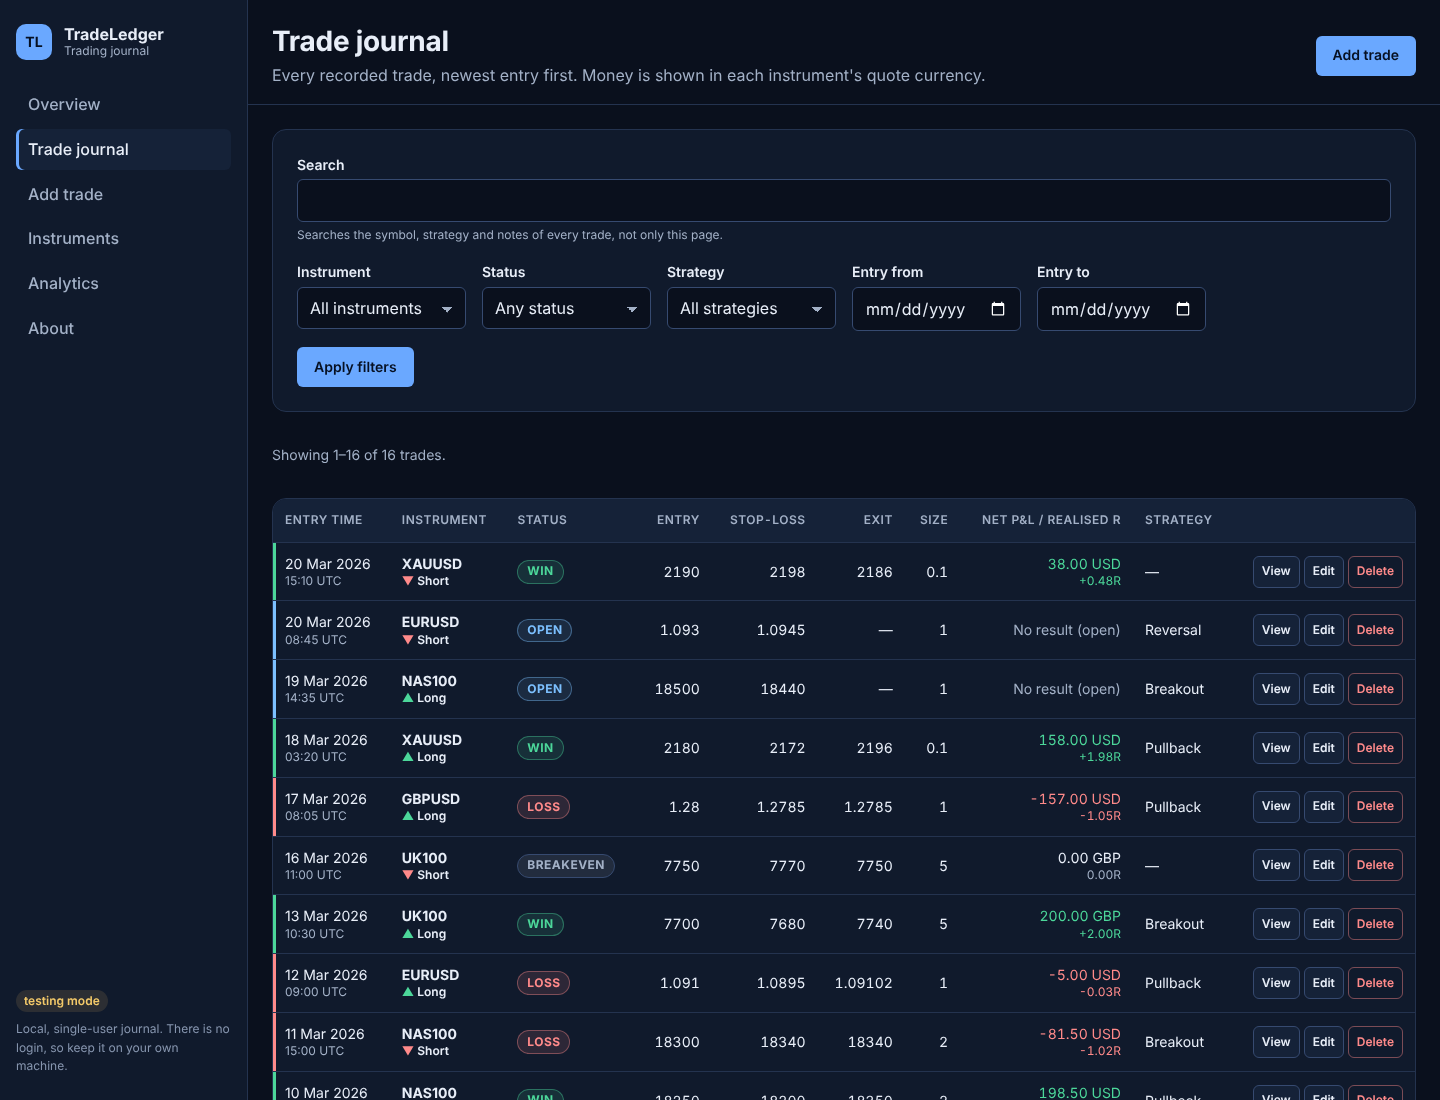 TL
TradeLedger
Trading journal
Overview
Trade journal
Add trade
Instruments
Analytics
About
testing mode
Local, single-user journal. There is no
login, so keep it on your own
machine.
Trade journal
Every recorded trade, newest entry first. Money is shown in each instrument's quote currency.
Add trade
Search
Searches the symbol, strategy and notes of every trade, not only this page.
Instrument Status Strategy Entry from Entry to
All instruments Any status All strategies mm/dd/yyyy mm/dd/yyyy
Apply filters
Showing 1–16 of 16 trades.
ENTRY TIME INSTRUMENT STATUS ENTRY STOP-LOSS EXIT SIZE NET P&L / REALISED R STRATEGY
20 Mar 2026 XAUUSD WIN 2190 2198 2186 0.1 38.00 USD — View Edit Delete
15:10 UTC ▼ Short +0.48R
20 Mar 2026 EURUSD OPEN 1.093 1.0945 — 1 No result (open) Reversal View Edit Delete
08:45 UTC ▼ Short
19 Mar 2026 NAS100 OPEN 18500 18440 — 1 No result (open) Breakout View Edit Delete
14:35 UTC ▲ Long
18 Mar 2026 XAUUSD WIN 2180 2172 2196 0.1 158.00 USD Pullback View Edit Delete
03:20 UTC ▲ Long +1.98R
17 Mar 2026 GBPUSD LOSS 1.28 1.2785 1.2785 1 -157.00 USD Pullback View Edit Delete
08:05 UTC ▲ Long -1.05R
16 Mar 2026 UK100 BREAKEVEN 7750 7770 7750 5 0.00 GBP — View Edit Delete
11:00 UTC ▼ Short 0.00R
13 Mar 2026 UK100 WIN 7700 7680 7740 5 200.00 GBP Breakout View Edit Delete
10:30 UTC ▲ Long +2.00R
12 Mar 2026 EURUSD LOSS 1.091 1.0895 1.09102 1 -5.00 USD Pullback View Edit Delete
09:00 UTC ▲ Long -0.03R
11 Mar 2026 NAS100 LOSS 18300 18340 18340 2 -81.50 USD Breakout View Edit Delete
15:00 UTC ▼ Short -1.02R
10 Mar 2026 NAS100 WIN 18250 18200 18350 2 198.50 USD Pullback View Edit Delete